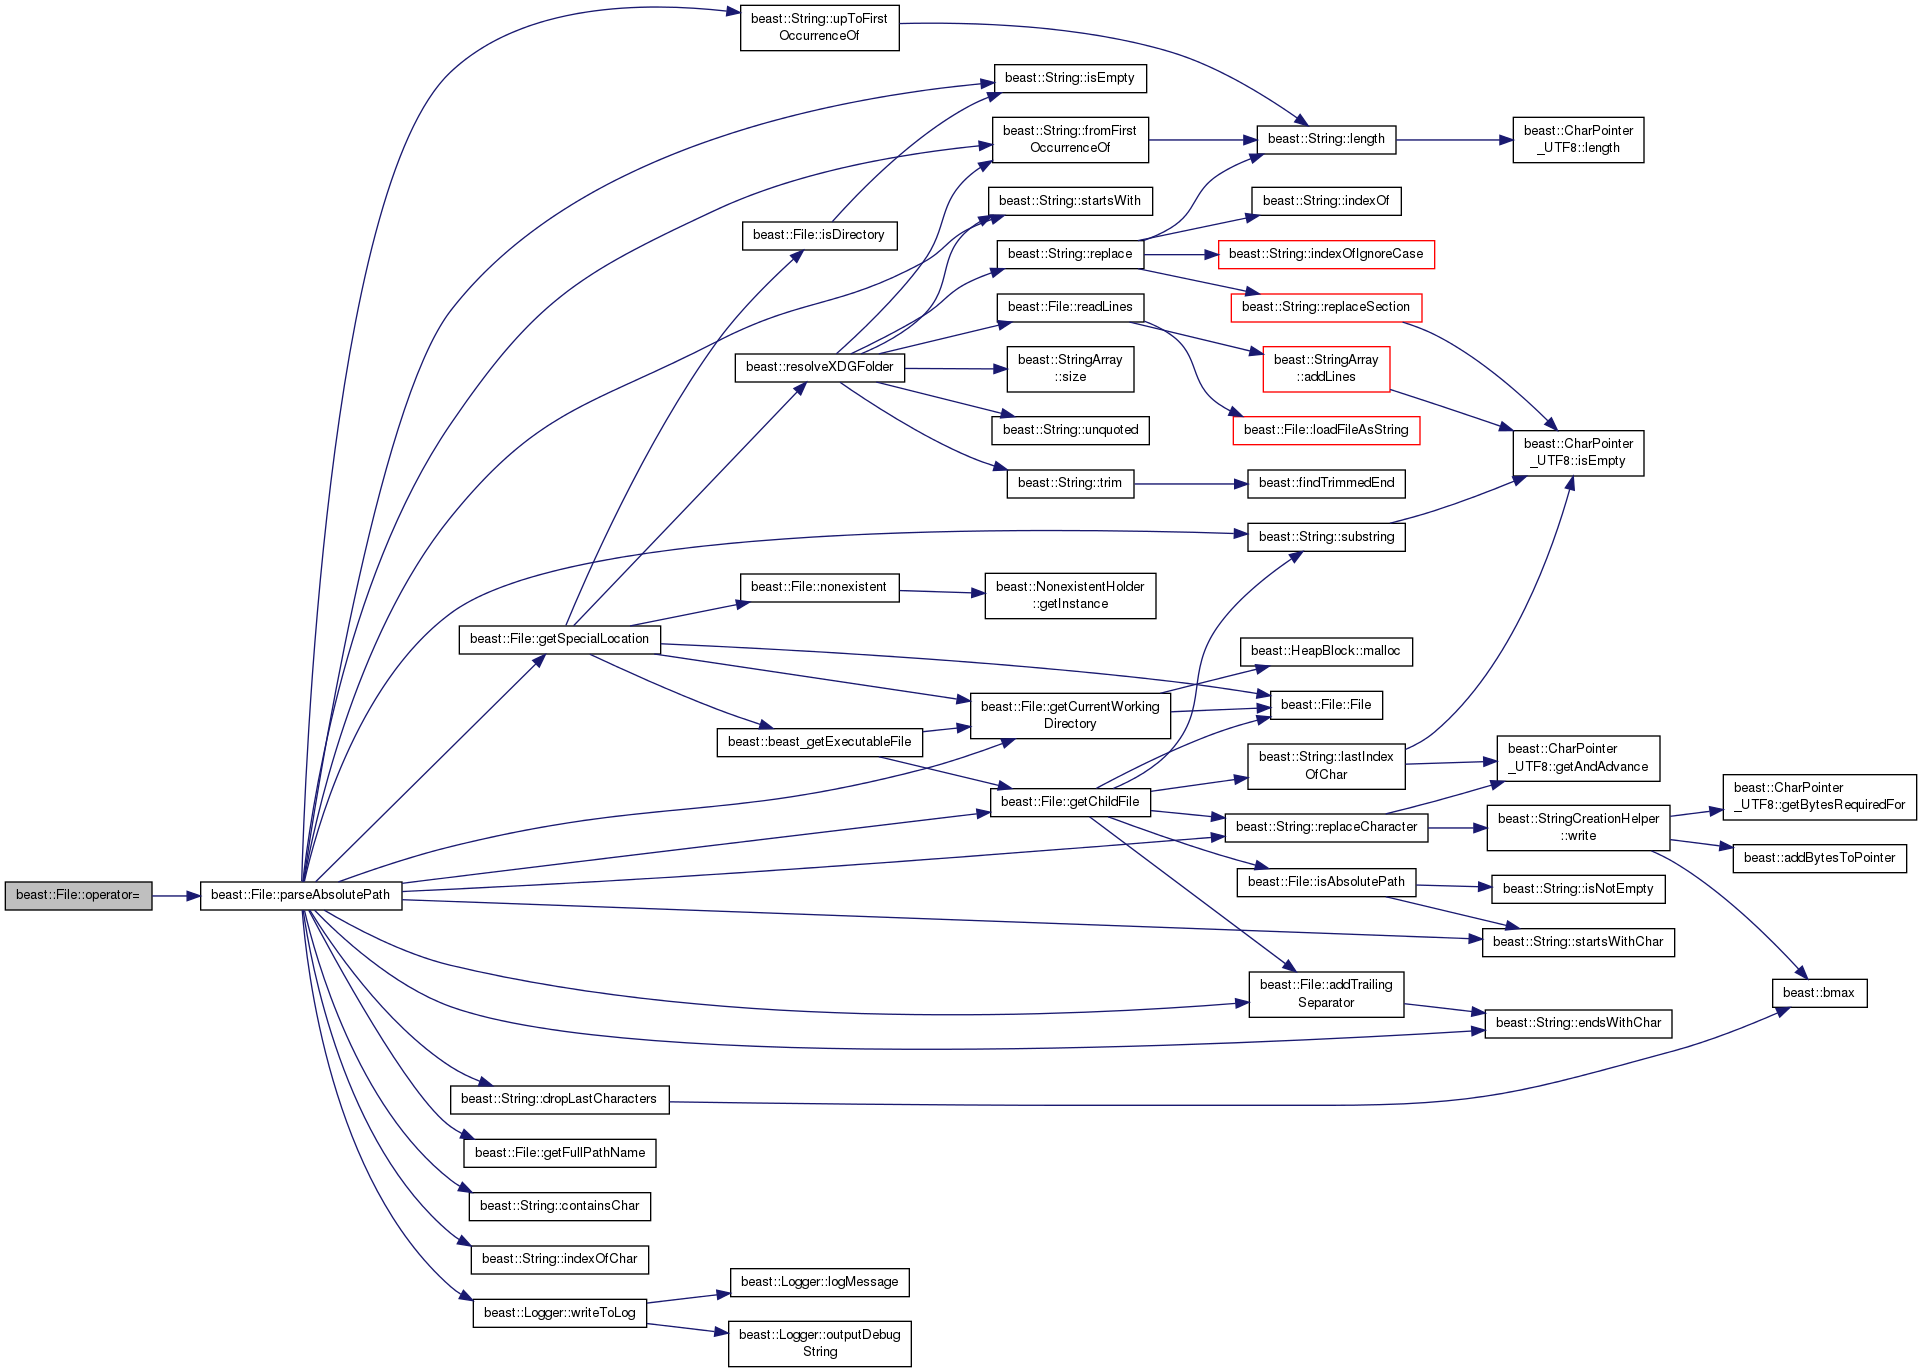 beast::String::upToFirst
OccurrenceOf
beast::String::isEmpty
beast::String::fromFirst
OccurrenceOf
beast::String::length
beast::CharPointer
_UTF8::length
beast::String::startsWith
beast::String::indexOf
beast::File::isDirectory
beast::String::replace
beast::String::indexOfIgnoreCase
beast::File::readLines
beast::String::replaceSection
beast::resolveXDGFolder
beast::StringArray
::size
beast::StringArray
::addLines
beast::String::unquoted
beast::File::loadFileAsString
beast::CharPointer
_UTF8::isEmpty
beast::String::trim
beast::findTrimmedEnd
beast::String::substring
beast::File::nonexistent
beast::NonexistentHolder
::getInstance
beast::File::getSpecialLocation
beast::HeapBlock::malloc
beast::File::getCurrentWorking
Directory
beast::File::File
beast::beast_getExecutableFile
beast::String::lastIndex
OfChar
beast::CharPointer
_UTF8::getAndAdvance
beast::File::getChildFile
beast::String::replaceCharacter
beast::StringCreationHelper
::write
beast::CharPointer
_UTF8::getBytesRequiredFor
beast::addBytesToPointer
beast::File::operator=
beast::File::parseAbsolutePath
beast::File::isAbsolutePath
beast::String::isNotEmpty
beast::String::startsWithChar
beast::File::addTrailing
Separator
beast::bmax
beast::String::endsWithChar
beast::String::dropLastCharacters
beast::File::getFullPathName
beast::String::containsChar
beast::String::indexOfChar
beast::Logger::logMessage
beast::Logger::writeToLog
beast::Logger::outputDebug
String